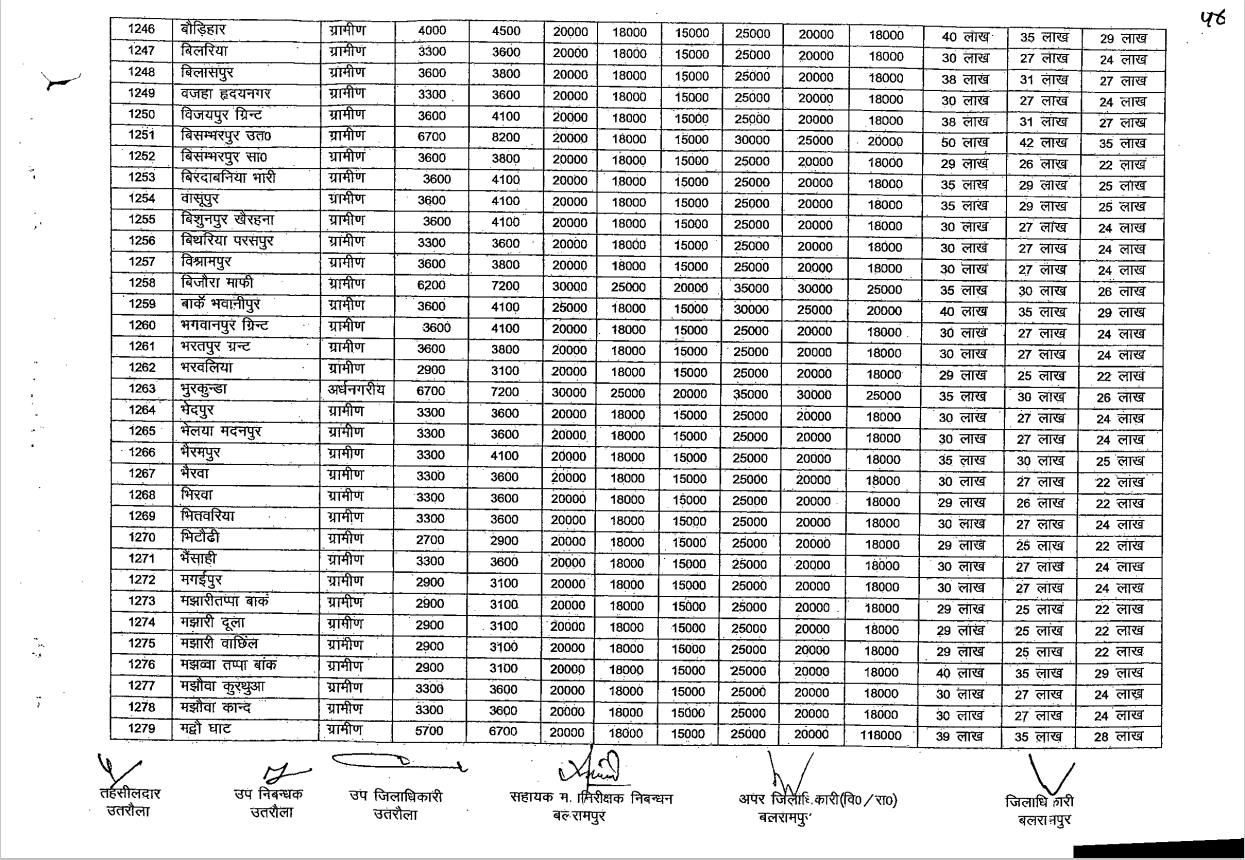 46
1246 बौड़िहार ग्रामीण 4000 4500 20000 18000 15000 25000 20000 18000 40 लाख 35 लाख 29 लाख
1247 बिलरिया ग्रामीण 3300 3600 20000 18000 15000 25000 20000 18000 30 लाख 27 लाख 24 लाख
1248 बिलासपुर ग्रामीण 3600 3800 20000 18000 15000 25000 20000 18000 38 लाख 31 लाख 27 लाख
1249 वजहा हृदयनगर ग्रामीण 3300 3600 20000 18000 15000 25000 20000 18000 30 लाख 27 लाख 24 लाख
1250 विजयपुर ग्रिन्ट ग्रामीण 3600 4100 20000 18000 15000 25000 20000 18000 38 लाख 31 लाख 27 लाख
1251 बिसम्भरपुर उत0 ग्रामीण 6700 8200 20000 18000 15000 30000 25000 20000 50 लाख 42 लाख 35 लाख
1252 बिसम्भरपुर सा0 ग्रामीण 3600 3800 20000 18000 15000 25000 20000 18000 29 लाख 26 लाख 22 लाख
1253 बिरदाबनिया भारी ग्रामीण 3600 4100 20000 18000 15000 25000 20000 18000 35 लाख 29 लाख 25 लाख
1254 वासूपुर ग्रामीण 3600 4100 20000 18000 15000 25000 20000 18000 35 लाख 29 लाख 25 लाख
1255 बिशुनपुर खैरहना ग्रामीण 3600 4100 20000 18000 15000 25000 20000 18000 30 लाख 27 लाख 24 लाख
1256 बिथरिया परसपुर ग्रामीण 3300 3600 20000 18000 15000 25000 20000 18000 30 लाख 27 लाख 24 लाख
1257 विश्रामपुर ग्रामीण 3600 3800 20000 18000 15000 25000 20000 18000 30 लाख 27 लाख 24 लाख
1258 बिजौरा माफी ग्रामीण 6200 7200 30000 25000 20000 35000 30000 25000 35 लाख 30 लाख 26 लाख
1259 बाकॅ भवानीपुर ग्रामीण 3600 4100 25000 18000 15000 30000 25000 20000 40 लाख 35 लाख 29 लाख
1260 भगवानपुर ग्रिन्ट ग्रामीण 3600 4100 20000 18000 15000 25000 20000 18000 30 लाख 27 लाख 24 लाख
1261 भरतपुर ग्रन्ट ग्रामीण 3600 3800 20000 18000 15000 25000 20000 18000 30 लाख 27 लाख 24 लाख
1262 भरवलिया ग्रामीण 2900 3100 20000 18000 15000 25000 20000 18000 29 लाख 25 लाख 22 लाख
1263 भुरकुन्डा अर्धनगरीय 6700 7200 30000 25000 20000 35000 30000 25000 35 लाख 30 लाख 26 लाख
1264 भेदपुर ग्रामीण 3300 3600 20000 18000 15000 25000 20000 18000 30 लाख 27 लाख 24 लाख
1265 भेलया मदनपुर ग्रामीण 3300 3600 20000 18000 15000 25000 20000 18000 30 लाख 27 लाख 24 लाख
1266 भैरमपुर ग्रामीण 3300 4100 20000 18000 15000 25000 20000 18000 35 लाख 30 लाख 25 लाख
1267 भैरवा ग्रामीण 3300 3600 20000 18000 15000 25000 20000 18000 30 लाख 27 लाख 22 लाख
1268 भिरवा ग्रामीण 3300 3600 20000 18000 15000 25000 20000 18000 29 लाख 26 लाख 22 लाख
1269 भितवरिया ग्रामीण 3300 3600 20000 18000 15000 25000 20000 18000 30 लाख 27 लाख 24 लाख
1270 भिटौढी ग्रामीण 2700 2900 20000 18000 15000 25000 20000 18000 29 लाख 25 लाख 22 लाख
1271 भैंसाही ग्रामीण 3300 3600 20000 18000 15000 25000 20000 18000 30 लाख 27 लाख 24 लाख
1272 मगईपुर ग्रामीण 2900 3100 20000 18000 15000 25000 20000 18000 30 लाख 27 लाख 24 लाख
1273 मझारीतप्पा बाकं ग्रामीण 2900 3100 20000 18000 15000 25000 20000 18000 29 लाख 25 लाख 22 लाख
1274 मझारी दूला ग्रामीण 2900 3100 20000 18000 15000 25000 20000 18000 29 लाख 25 लाख 22 लाख
1275 मझारी वाछिल ग्रामीण 2900 3100 20000 18000 15000 25000 20000 18000 29 लाख 25 लाख 22 लाख
1276 मझव्वा तप्पा बांक ग्रामीण 2900 3100 20000 18000 15000 25000 20000 18000 40 लाख 35 लाख 29 लाख
1277 मझौवा कुरथुआ ग्रामीण 3300 3600 20000 18000 15000 25000 20000 18000 30 लाख 27 लाख 24 लाख
1278 मझौवा कान्द ग्रामीण 3300 3600 20000 18000 15000 25000 20000 18000 30 लाख 27 लाख 24 लाख
1279 मद्दो घाट ग्रामीण 5700 6700 20000 18000 15000 25000 20000 118000 39 लाख 35 लाख 28 लाख
तहसीलदार उप निबन्धक उप जिलाधिकारी सहायक म. निरीक्षक निबन्धन अपर जिलाधिकारी(वि0/रा0) जिलाधिकारी
उतरौला उतरौला उतरौला बलरामपुर बलरामपुर बलरामपुर